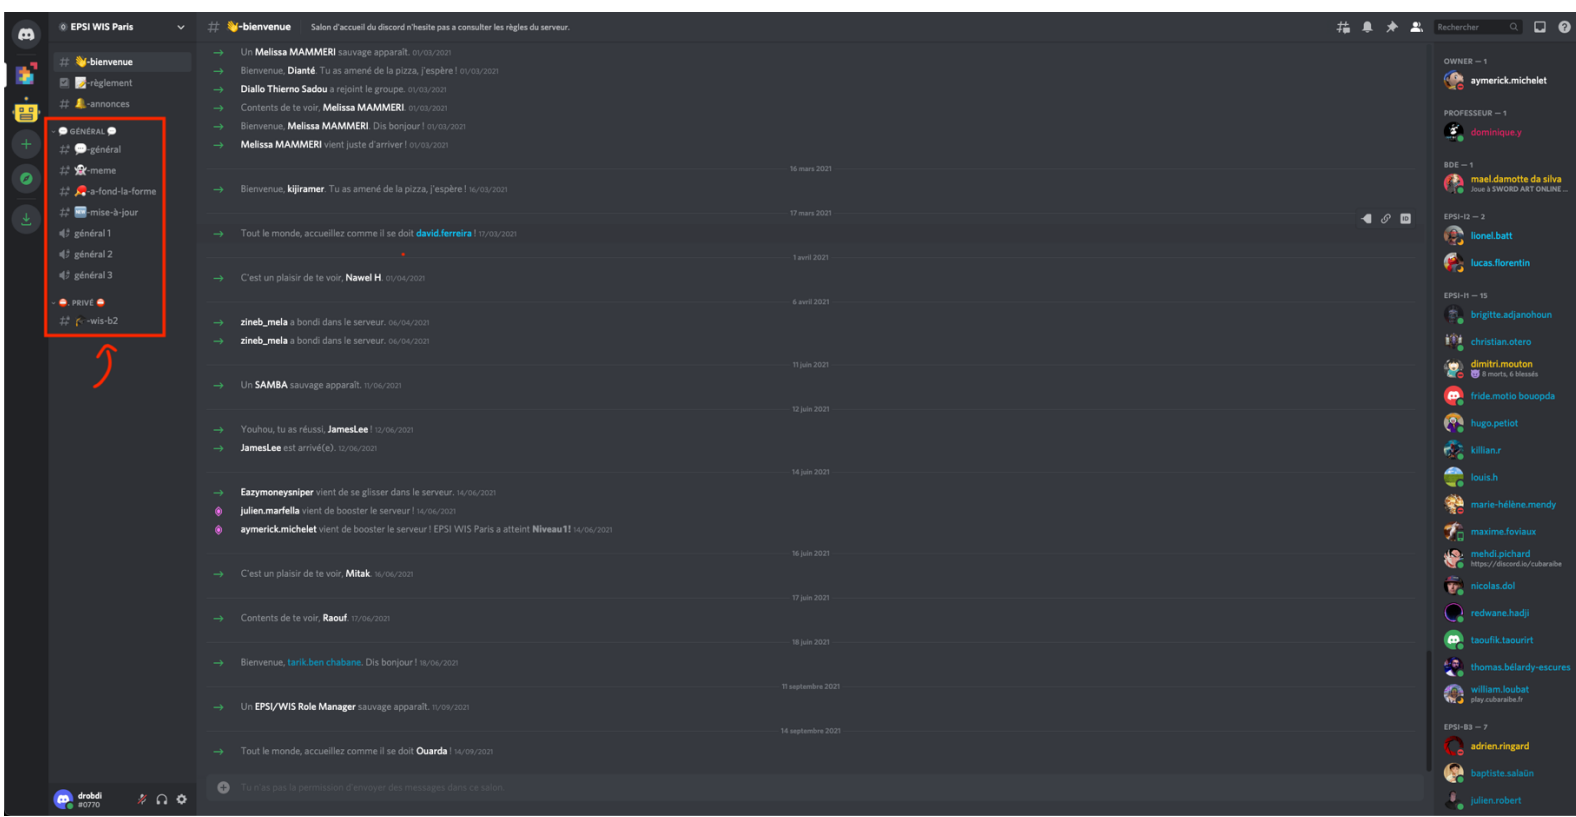 EPSI WIS Paris
👋-bienvenue
📝-règlement
🔔-annonces
💬 GÉNÉRAL 💬
💬-général
👻-meme
🏓-a-fond-la-forme
🆕-mise-à-jour
général 1
général 2
général 3
⛔. PRIVÉ ⛔
-wis-b2
drobdi
#0770
👋-bienvenue Salon d'accueil du discord n'hesite pas a consulter les règles du serveur.
Rechercher
Un Melissa MAMMERI sauvage apparaît. 01/03/2021
Bienvenue, Dianté. Tu as amené de la pizza, j'espère ! 01/03/2021
Diallo Thierno Sadou a rejoint le groupe. 01/03/2021
Contents de te voir, Melissa MAMMERI. 01/03/2021
Bienvenue, Melissa MAMMERI. Dis bonjour ! 01/03/2021
Melissa MAMMERI vient juste d'arriver ! 01/03/2021
16 mars 2021
Bienvenue, kijiramer. Tu as amené de la pizza, j'espère ! 16/03/2021
17 mars 2021
Tout le monde, accueillez comme il se doit david.ferreira ! 17/03/2021
1 avril 2021
C'est un plaisir de te voir, Nawel H. 01/04/2021
6 avril 2021
zineb_mela a bondi dans le serveur. 06/04/2021
zineb_mela a bondi dans le serveur. 06/04/2021
11 juin 2021
Un SAMBA sauvage apparaît. 11/06/2021
12 juin 2021
Youhou, tu as réussi, JamesLee ! 12/06/2021
JamesLee est arrivé(e). 12/06/2021
14 juin 2021
Eazymoneysniper vient de se glisser dans le serveur. 14/06/2021
julien.marfella vient de booster le serveur ! 14/06/2021
aymerick.michelet vient de booster le serveur ! EPSI WIS Paris a atteint Niveau 1! 14/06/2021
16 juin 2021
C'est un plaisir de te voir, Mitak. 16/06/2021
17 juin 2021
Contents de te voir, Raouf. 17/06/2021
18 juin 2021
Bienvenue, tarik.ben chabane. Dis bonjour ! 18/06/2021
11 septembre 2021
Un EPSI/WIS Role Manager sauvage apparaît. 11/09/2021
14 septembre 2021
Tout le monde, accueillez comme il se doit Ouarda ! 14/09/2021
Tu n'as pas la permission d'envoyer des messages dans ce salon.
OWNER — 1
aymerick.michelet
PROFESSEUR — 1
dominique.y
BDE — 1
mael.damotte da silva
Joue à SWORD ART ONLINE ...
EPSI-I2 — 2
lionel.batt
lucas.florentin
EPSI-I1 — 15
brigitte.adjanohoun
christian.otero
dimitri.mouton
😈 8 morts, 6 blessés
fride.motio bouopda
hugo.petiot
killian.r
louis.h
marie-hélène.mendy
maxime.foviaux
mehdi.pichard
https://discord.io/cubaraibe
nicolas.dol
redwane.hadji
taoufik.taourirt
thomas.bélardy-escures
william.loubat
play.cubaraibe.fr
EPSI-B3 — 7
adrien.ringard
baptiste.salaün
julien.robert